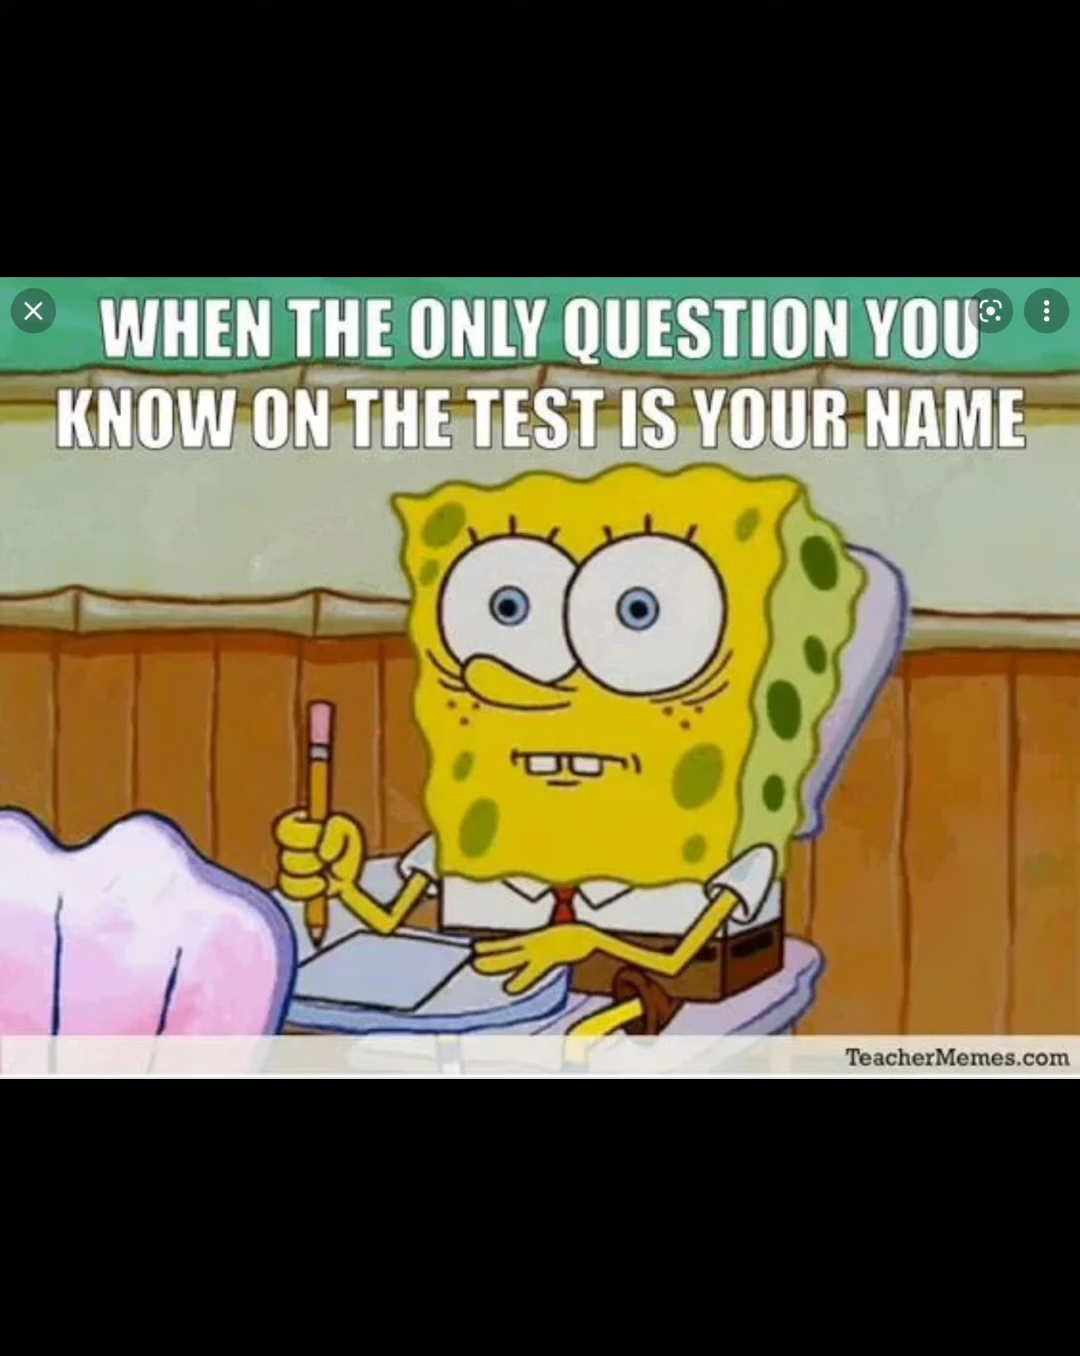 WHEN THE ONLY QUESTION YOU
KNOW ON THE TEST IS YOUR NAME
TeacherMemes.com